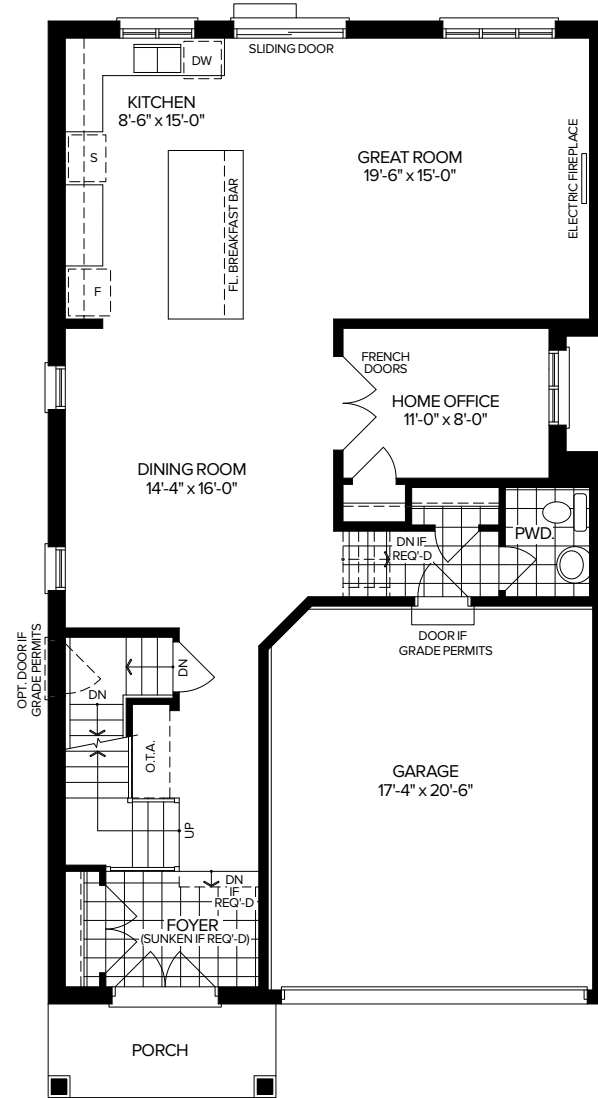 SLIDING DOOR
DW
KITCHEN
8'-6" x 15'-0"
S
GREAT ROOM
19'-6" x 15'-0"
ELECTRIC FIREPLACE
FL. BREAKFAST BAR
F
FRENCH
DOORS
HOME OFFICE
11'-0" x 8'-0"
DINING ROOM
14'-4" x 16'-0"
PWD.
DN IF
REQ'-D
DOOR IF
GRADE PERMITS
OPT. DOOR IF
GRADE PERMITS
DN
DN
O.T.A.
GARAGE
17'-4" x 20'-6"
UP
DN
IF
REQ'-D
FOYER
(SUNKEN IF REQ'-D)
PORCH